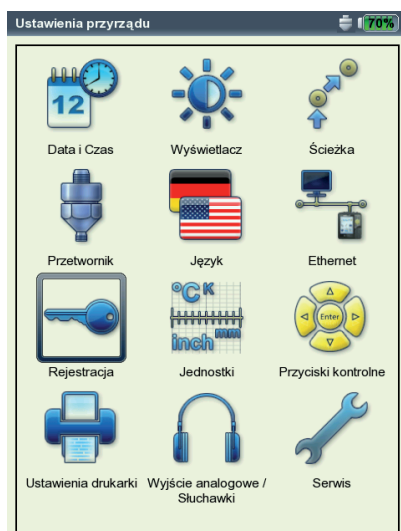 Ustawienia przyrządu 70%
12
Data i Czas Wyświetlacz Ścieżka
Przetwornik Język Ethernet
°C K
inch mm
Enter
Rejestracja Jednostki Przyciski kontrolne
Ustawienia drukarki Wyjście analogowe / Serwis
Słuchawki